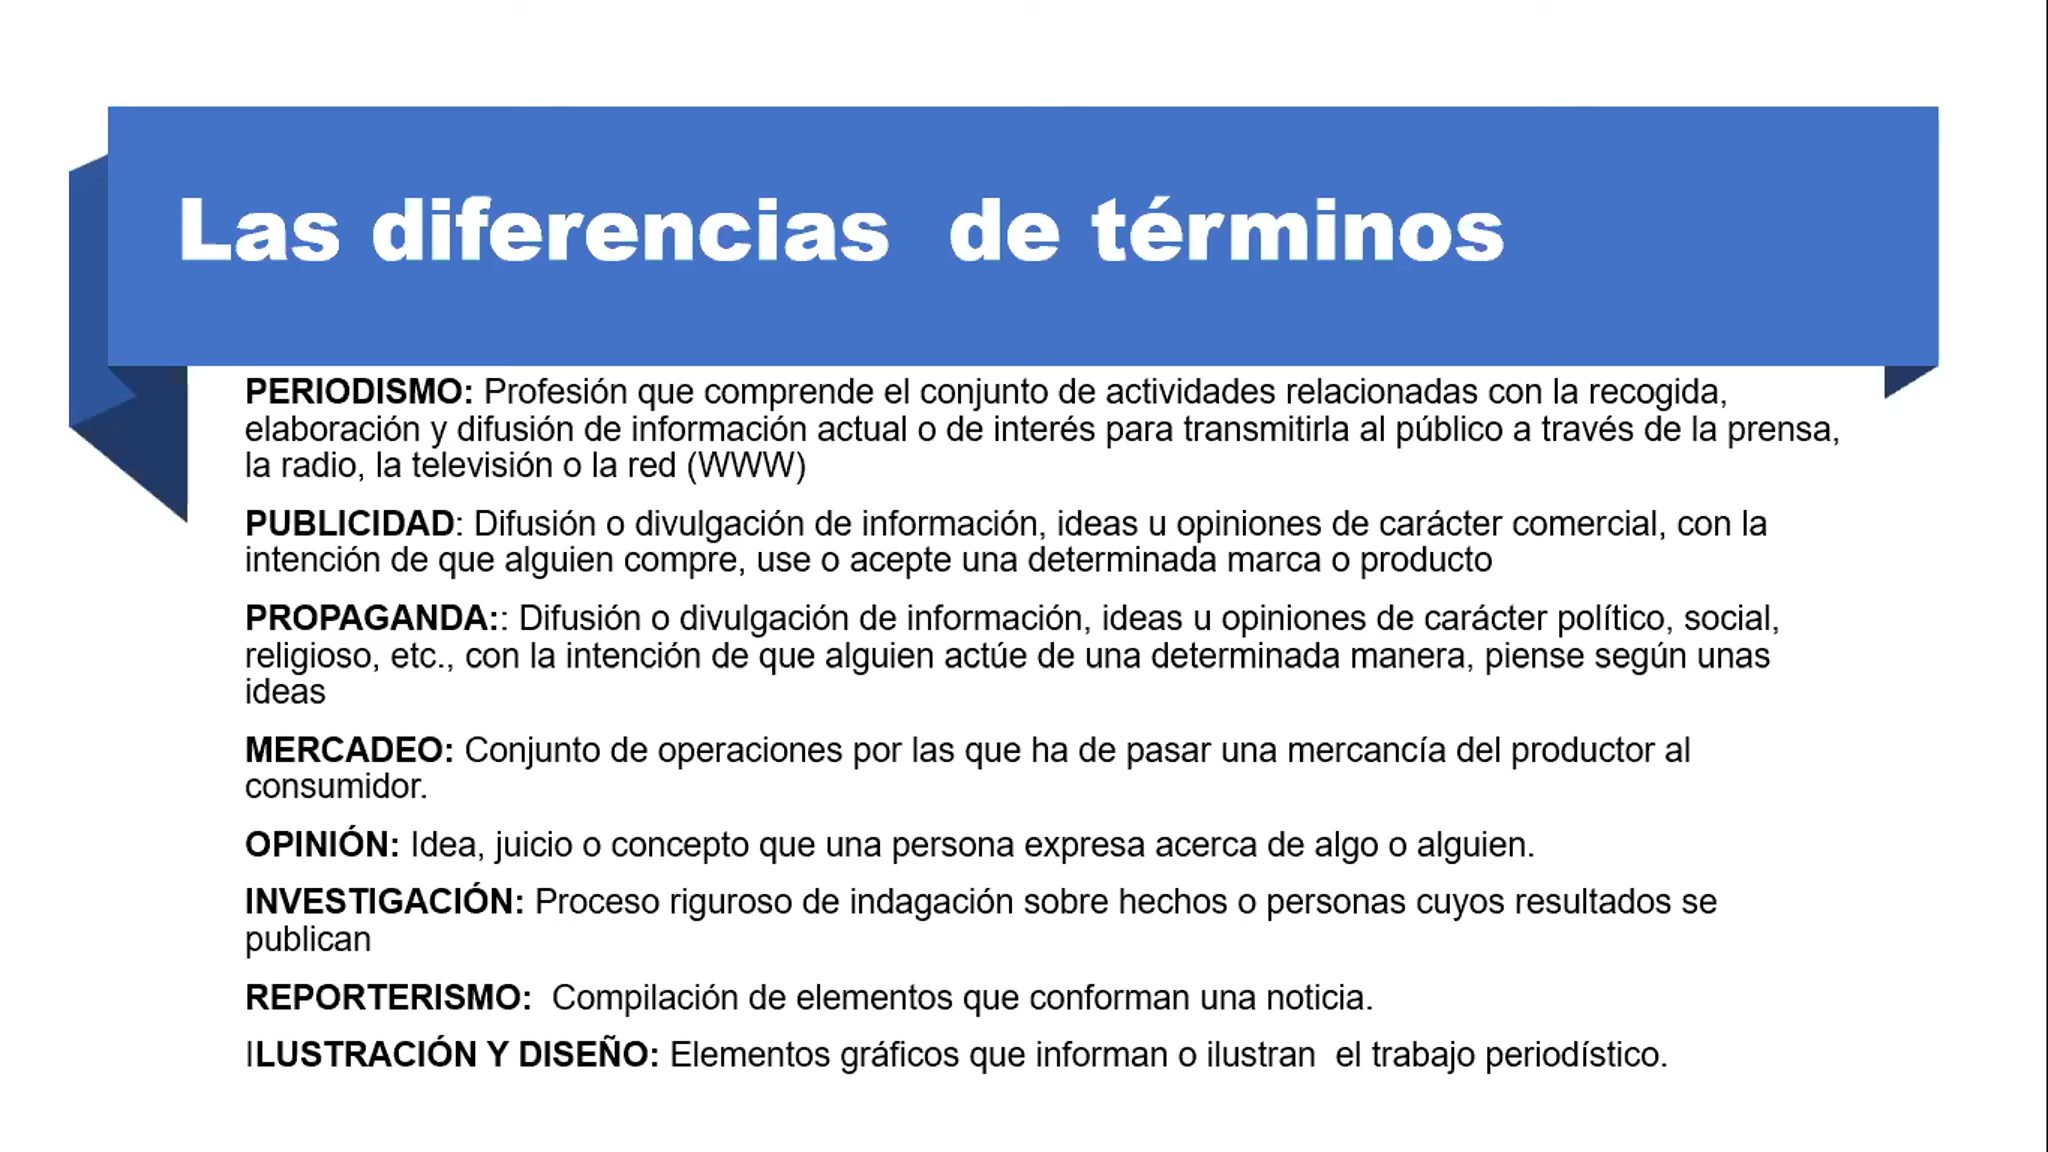 Las diferencias  de términos
PERIODISMO: Profesión que comprende el conjunto de actividades relacionadas con la recogida,
elaboración y difusión de información actual o de interés para transmitirla al público a través de la prensa,
la radio, la televisión o la red (WWW)
PUBLICIDAD: Difusión o divulgación de información, ideas u opiniones de carácter comercial, con la
intención de que alguien compre, use o acepte una determinada marca o producto
PROPAGANDA:: Difusión o divulgación de información, ideas u opiniones de carácter político, social,
religioso, etc., con la intención de que alguien actúe de una determinada manera, piense según unas
ideas
MERCADEO: Conjunto de operaciones por las que ha de pasar una mercancía del productor al
consumidor.
OPINIÓN: Idea, juicio o concepto que una persona expresa acerca de algo o alguien.
INVESTIGACIÓN: Proceso riguroso de indagación sobre hechos o personas cuyos resultados se
publican
REPORTERISMO:  Compilación de elementos que conforman una noticia.
ILUSTRACIÓN Y DISEÑO: Elementos gráficos que informan o ilustran  el trabajo periodístico.